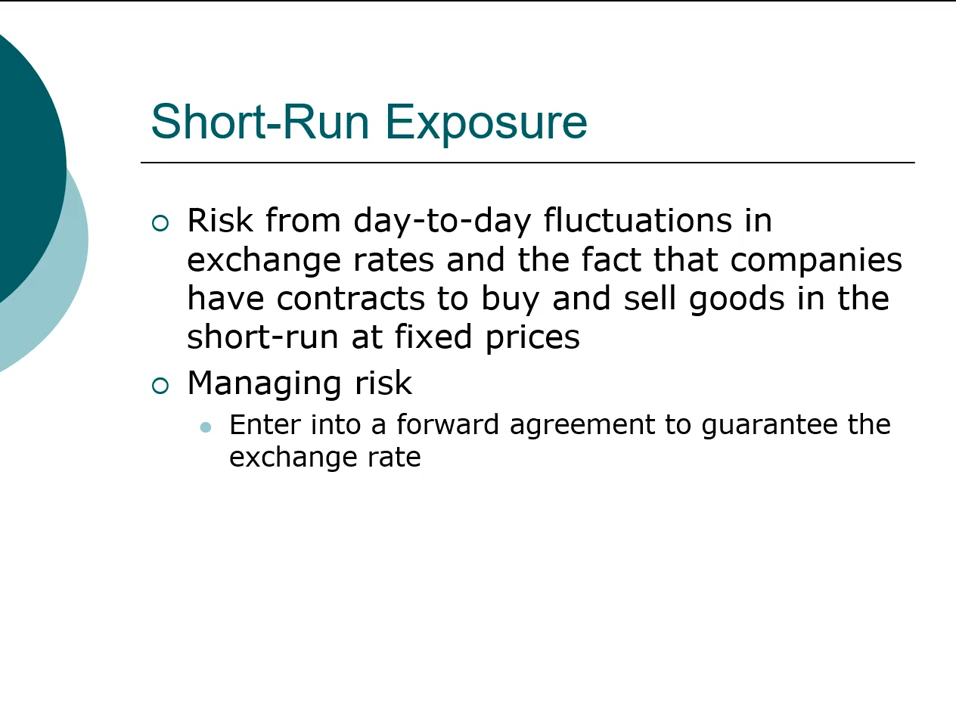 Short-Run Exposure
Risk from day-to-day fluctuations in
exchange rates and the fact that companies
have contracts to buy and sell goods in the
short-run at fixed prices
Managing risk
Enter into a forward agreement to guarantee the
exchange rate